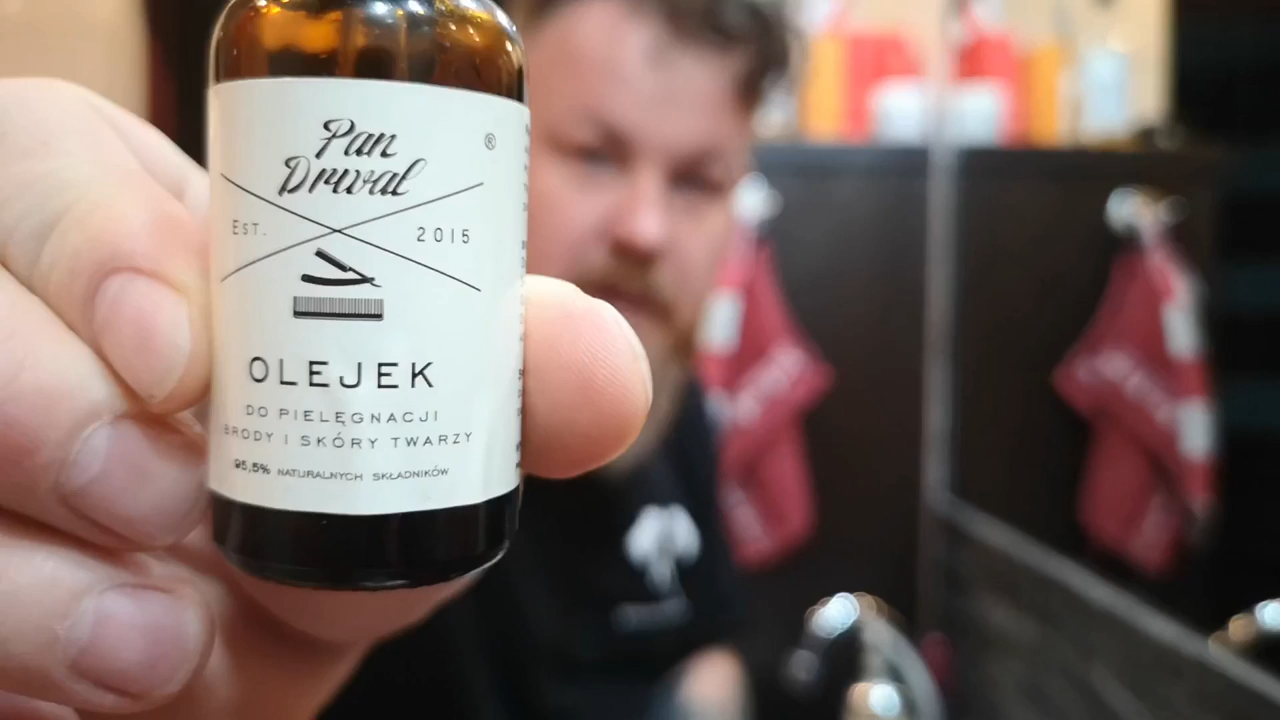 Pan
Drwal
®
EST. 2015
OLEJEK
DO PIELĘGNACJI
BRODY I SKÓRY TWARZY
95,5% NATURALNYCH SKŁADNIKÓW